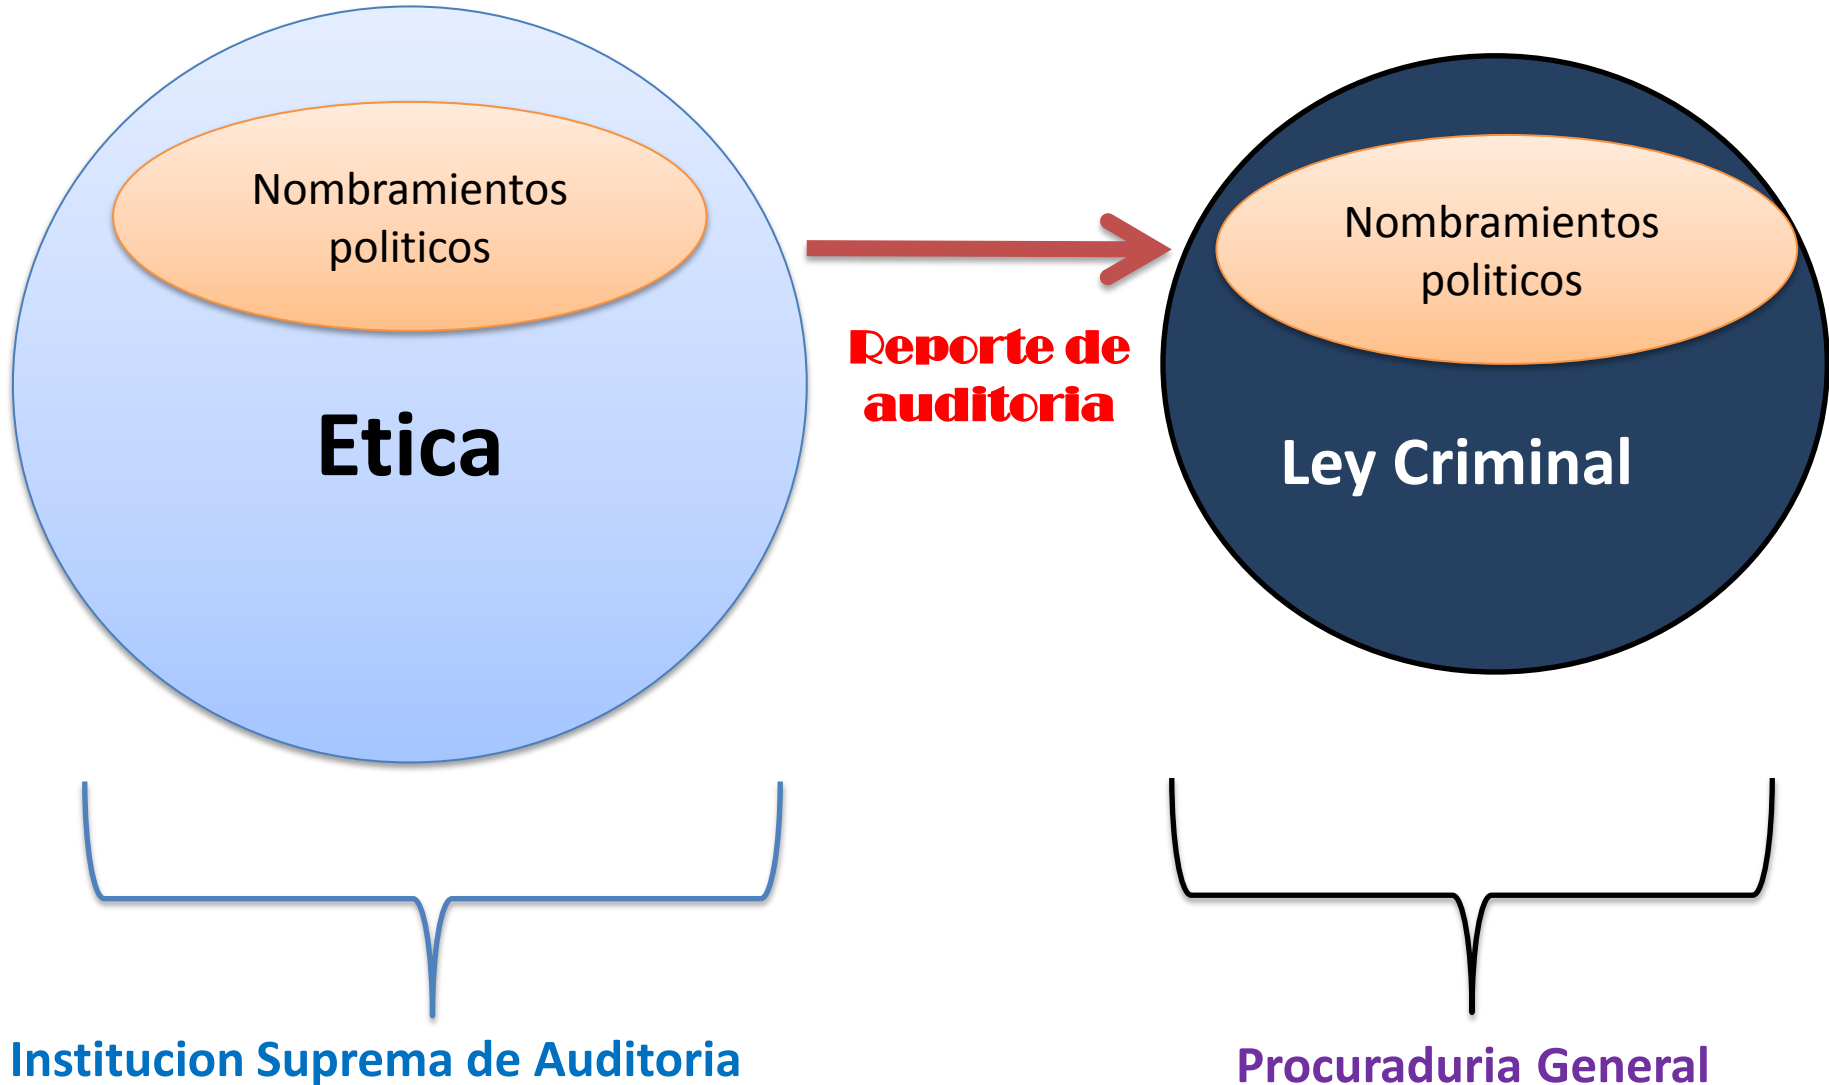 Nombramientos
politicos
Etica
Reporte de
auditoria
Nombramientos
politicos
Ley Criminal
Institucion Suprema de Auditoria
Procuraduria General